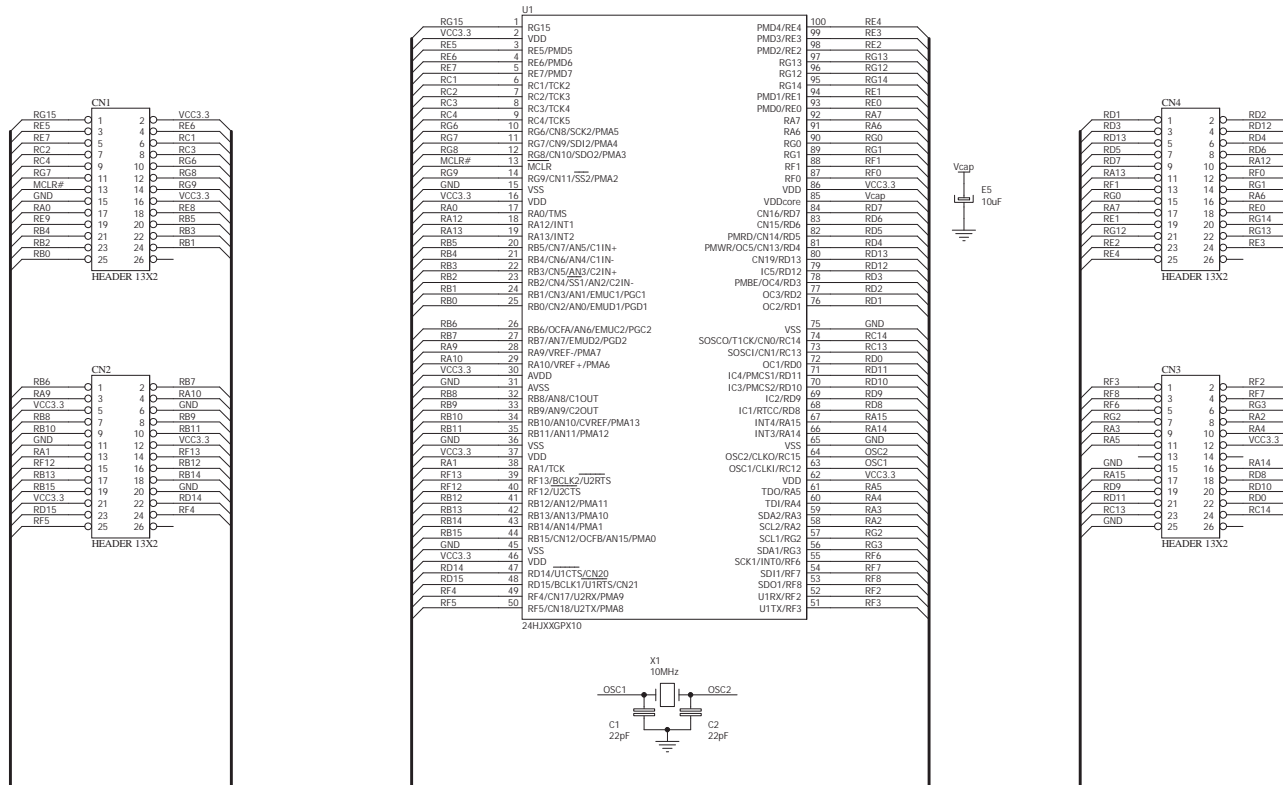 CN1
RG15 1 2 VCC3.3
RE5 3 4 RE6
RE7 5 6 RC1
RC2 7 8 RC3
RC4 9 10 RG6
RG7 11 12 RG8
MCLR# 13 14 RG9
GND 15 16 VCC3.3
RA0 17 18 RE8
RE9 19 20 RB5
RB4 21 22 RB3
RB2 23 24 RB1
RB0 25 26
HEADER 13X2
CN2
RB6 1 2 RB7
RA9 3 4 RA10
VCC3.3 5 6 GND
RB8 7 8 RB9
RB10 9 10 RB11
GND 11 12 VCC3.3
RA1 13 14 RF13
RF12 15 16 RB12
RB13 17 18 RB14
RB15 19 20 GND
VCC3.3 21 22 RD14
RD15 23 24 RF4
RF5 25 26
HEADER 13X2
U1
RG15 1 RG15 PMD4/RE4 100 RE4
VCC3.3 2 VDD PMD3/RE3 99 RE3
RE5 3 RE5/PMD5 PMD2/RE2 98 RE2
RE6 4 RE6/PMD6 RG13 97 RG13
RE7 5 RE7/PMD7 RG12 96 RG12
RC1 6 RC1/TCK2 RG14 95 RG14
RC2 7 RC2/TCK3 PMD1/RE1 94 RE1
RC3 8 RC3/TCK4 PMD0/RE0 93 RE0
RC4 9 RC4/TCK5 RA7 92 RA7
RG6 10 RG6/CN8/SCK2/PMA5 RA6 91 RA6
RG7 11 RG7/CN9/SDI2/PMA4 RG0 90 RG0
RG8 12 RG8/CN10/SDO2/PMA3 RG1 89 RG1
MCLR# 13 MCLR RF1 88 RF1
RG9 14 RG9/CN11/SS2/PMA2 RF0 87 RF0
GND 15 VSS VDD 86 VCC3.3
VCC3.3 16 VDD VDDcore 85 Vcap
RA0 17 RA0/TMS CN16/RD7 84 RD7
RA12 18 RA12/INT1 CN15/RD6 83 RD6
RA13 19 RA13/INT2 PMRD/CN14/RD5 82 RD5
RB5 20 RB5/CN7/AN5/C1IN+ PMWR/OC5/CN13/RD4 81 RD4
RB4 21 RB4/CN6/AN4/C1IN- CN19/RD13 80 RD13
RB3 22 RB3/CN5/AN3/C2IN+ IC5/RD12 79 RD12
RB2 23 RB2/CN4/SS1/AN2/C2IN- PMBE/OC4/RD3 78 RD3
RB1 24 RB1/CN3/AN1/EMUC1/PGC1 OC3/RD2 77 RD2
RB0 25 RB0/CN2/AN0/EMUD1/PGD1 OC2/RD1 76 RD1
RB6 26 RB6/OCFA/AN6/EMUC2/PGC2 VSS 75 GND
RB7 27 RB7/AN7/EMUD2/PGD2 SOSCO/T1CK/CN0/RC14 74 RC14
RA9 28 RA9/VREF-/PMA7 SOSCI/CN1/RC13 73 RC13
RA10 29 RA10/VREF+/PMA6 OC1/RD0 72 RD0
VCC3.3 30 AVDD IC4/PMCS1/RD11 71 RD11
GND 31 AVSS IC3/PMCS2/RD10 70 RD10
RB8 32 RB8/AN8/C1OUT IC2/RD9 69 RD9
RB9 33 RB9/AN9/C2OUT IC1/RTCC/RD8 68 RD8
RB10 34 RB10/AN10/CVREF/PMA13 INT4/RA15 67 RA15
RB11 35 RB11/AN11/PMA12 INT3/RA14 66 RA14
GND 36 VSS VSS 65 GND
VCC3.3 37 VDD OSC2/CLKO/RC15 64 OSC2
RA1 38 RA1/TCK OSC1/CLKI/RC12 63 OSC1
RF13 39 RF13/BCLK2/U2RTS VDD 62 VCC3.3
RF12 40 RF12/U2CTS TDO/RA5 61 RA5
RB12 41 RB12/AN12/PMA11 TDI/RA4 60 RA4
RB13 42 RB13/AN13/PMA10 SDA2/RA3 59 RA3
RB14 43 RB14/AN14/PMA1 SCL2/RA2 58 RA2
RB15 44 RB15/CN12/OCFB/AN15/PMA0 SCL1/RG2 57 RG2
GND 45 VSS SDA1/RG3 56 RG3
VCC3.3 46 VDD SCK1/INT0/RF6 55 RF6
RD14 47 RD14/U1CTS/CN20 SDI1/RF7 54 RF7
RD15 48 RD15/BCLK1/U1RTS/CN21 SDO1/RF8 53 RF8
RF4 49 RF4/CN17/U2RX/PMA9 U1RX/RF2 52 RF2
RF5 50 RF5/CN18/U2TX/PMA8 U1TX/RF3 51 RF3
24HJXXGPX10
X1
10MHz
OSC1 OSC2
C1 C2
22pF 22pF
Vcap
E5
10uF
CN4
RD1 1 2 RD2
RD3 3 4 RD12
RD13 5 6 RD4
RD5 7 8 RD6
RD7 9 10 RA12
RA13 11 12 RF0
RF1 13 14 RG1
RG0 15 16 RA6
RA7 17 18 RE0
RE1 19 20 RG14
RG12 21 22 RG13
RE2 23 24 RE3
RE4 25 26
HEADER 13X2
CN3
RF3 1 2 RF2
RF8 3 4 RF7
RF6 5 6 RG3
RG2 7 8 RA2
RA3 9 10 RA4
RA5 11 12 VCC3.3
13 14
GND 15 16 RA14
RA15 17 18 RD8
RD9 19 20 RD10
RD11 21 22 RD0
RC13 23 24 RC14
GND 25 26
HEADER 13X2